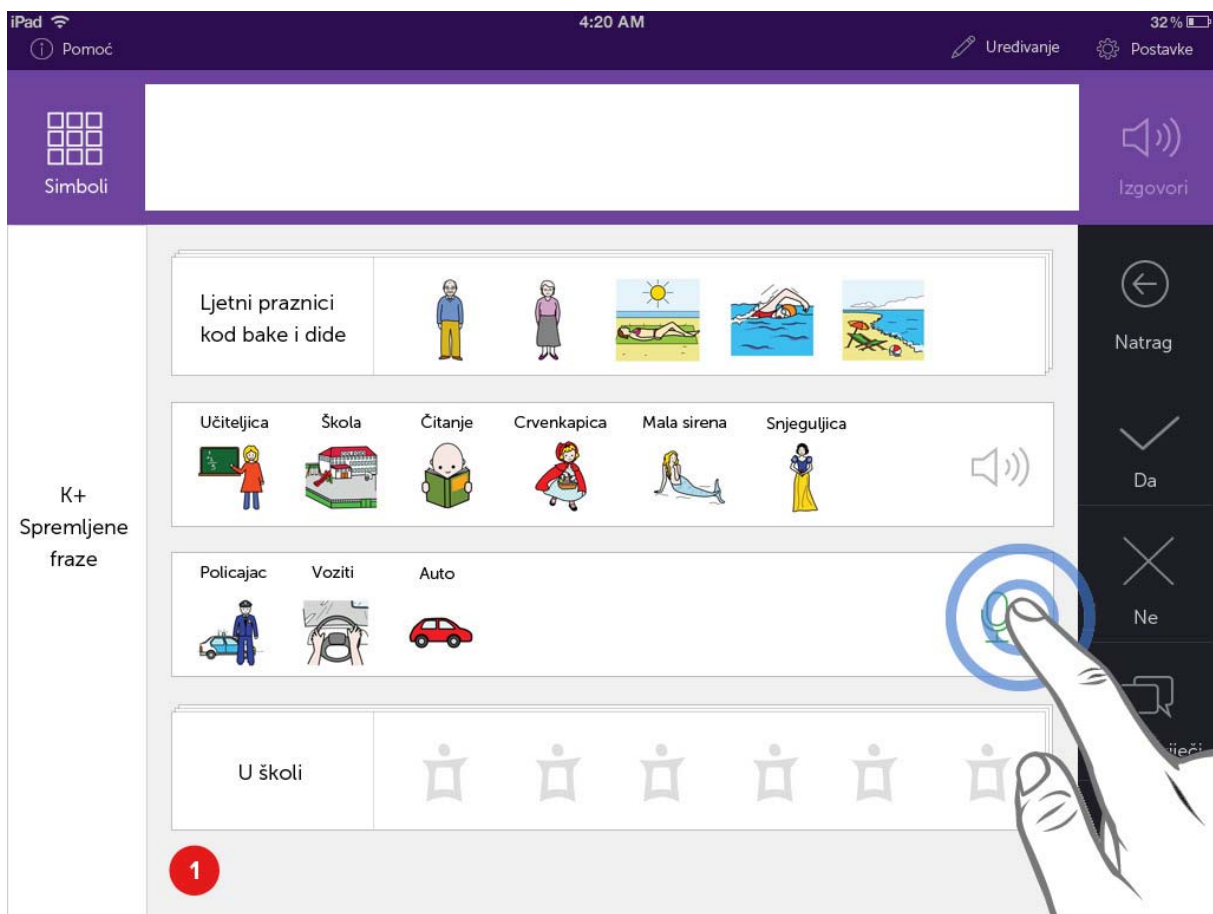 iPad
4:20 AM
32%
Pomoć
Uređivanje
Postavke
Simboli
Izgovori
Ljetni praznici
kod bake i dide
Natrag
Učiteljica Škola Čitanje Crvenkapica Mala sirena Snjeguljica
Da
K+
Spremljene
fraze
Policajac Voziti Auto
Ne
U školi
1